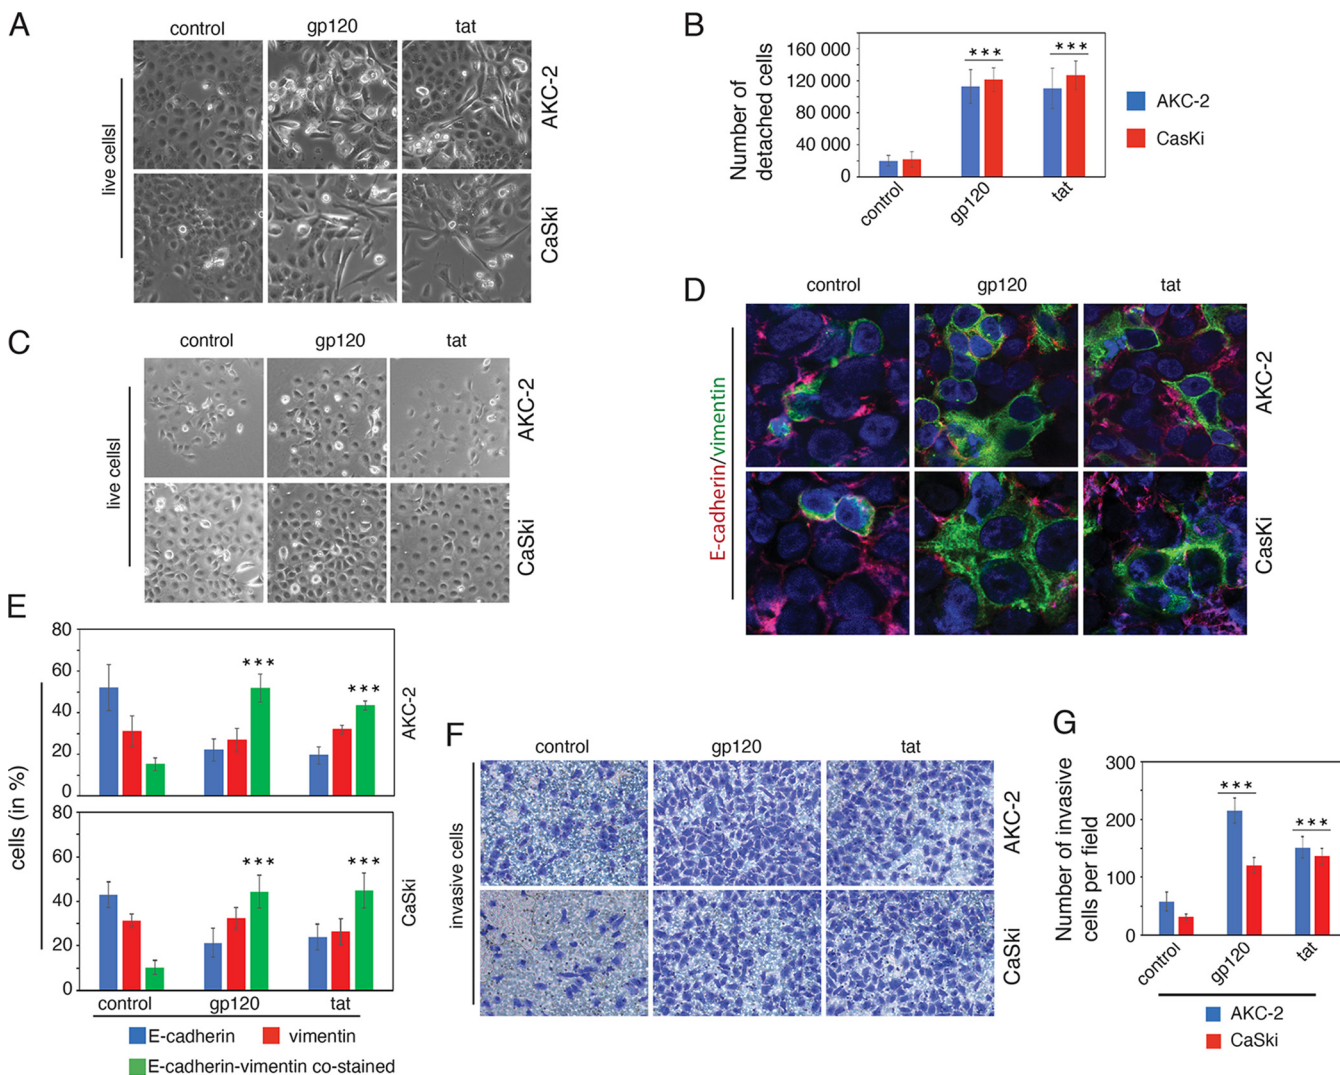 A
control gp120 tat
live cellsl
AKC-2
CaSki
B
Number of
detached cells
160 000
120 000
80 000
40 000
0
*** ***
control gp120 tat
AKC-2
CasKi
C
control gp120 tat
live cellsl
AKC-2
CaSki
D
control gp120 tat
E-cadherin/vimentin
AKC-2
CasKi
E
cells (in %)
80
60
40
20
0
*** ***
AKC-2
80
60
40
20
0
*** ***
CaSki
control gp120 tat
E-cadherin vimentin
E-cadherin-vimentin co-stained
F
control gp120 tat
invasive cells
AKC-2
CaSki
G
Number of invasive
cells per field
300
200
100
0
*** ***
control gp120 tat
AKC-2
CaSki